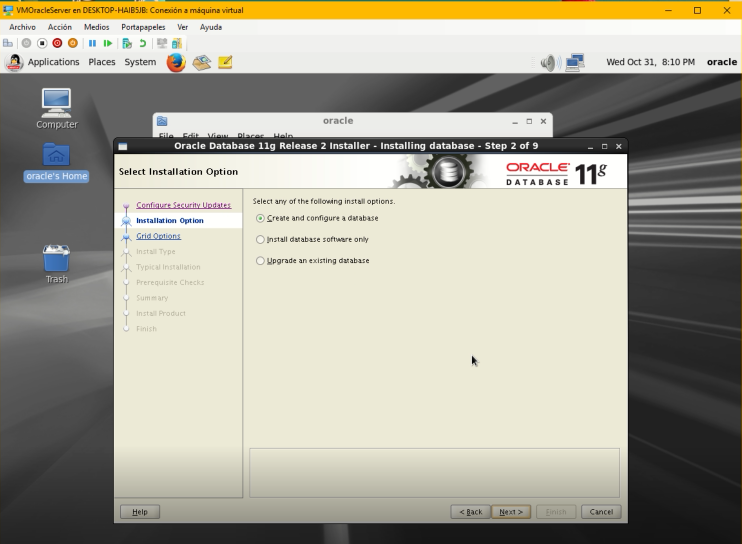 VMOracleServer en DESKTOP-HAIB5JB: Conexión a máquina virtual
Archivo Acción Medios Portapapeles Ver Ayuda
Applications Places System Wed Oct 31, 8:10 PM oracle
Computer
oracle's Home
Trash
oracle
File Edit View Places Help
Oracle Database 11g Release 2 Installer - Installing database - Step 2 of 9
Select Installation Option
ORACLE 11g
DATABASE
Configure Security Updates
Installation Option
Grid Options
Install Type
Typical Installation
Prerequisite Checks
Summary
Install Product
Finish
Select any of the following install options.
Create and configure a database
Install database software only
Upgrade an existing database
Help < Back Next > Finish Cancel